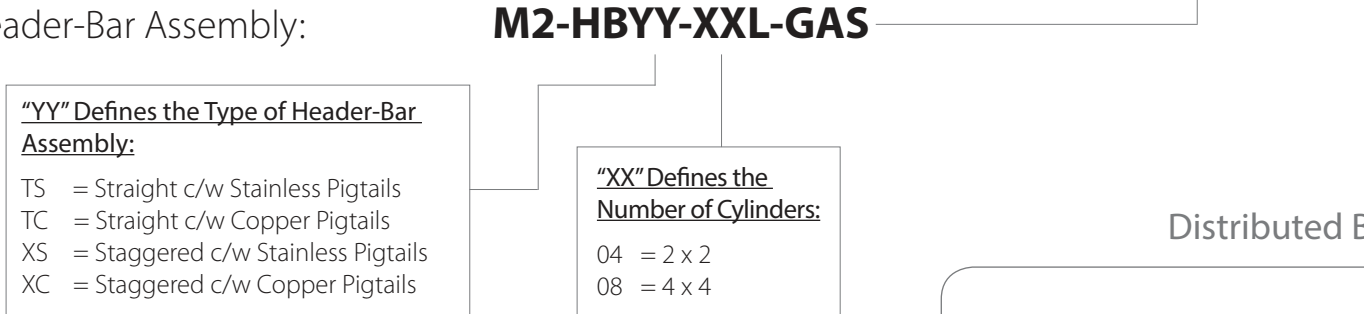 ader-Bar Assembly:
M2-HBYY-XXL-GAS
“YY” Defines the Type of Header-Bar
Assembly:
TS = Straight c/w Stainless Pigtails
TC = Straight c/w Copper Pigtails
XS = Staggered c/w Stainless Pigtails
XC = Staggered c/w Copper Pigtails
“XX” Defines the
Number of Cylinders:
04 = 2 x 2
08 = 4 x 4
Distributed